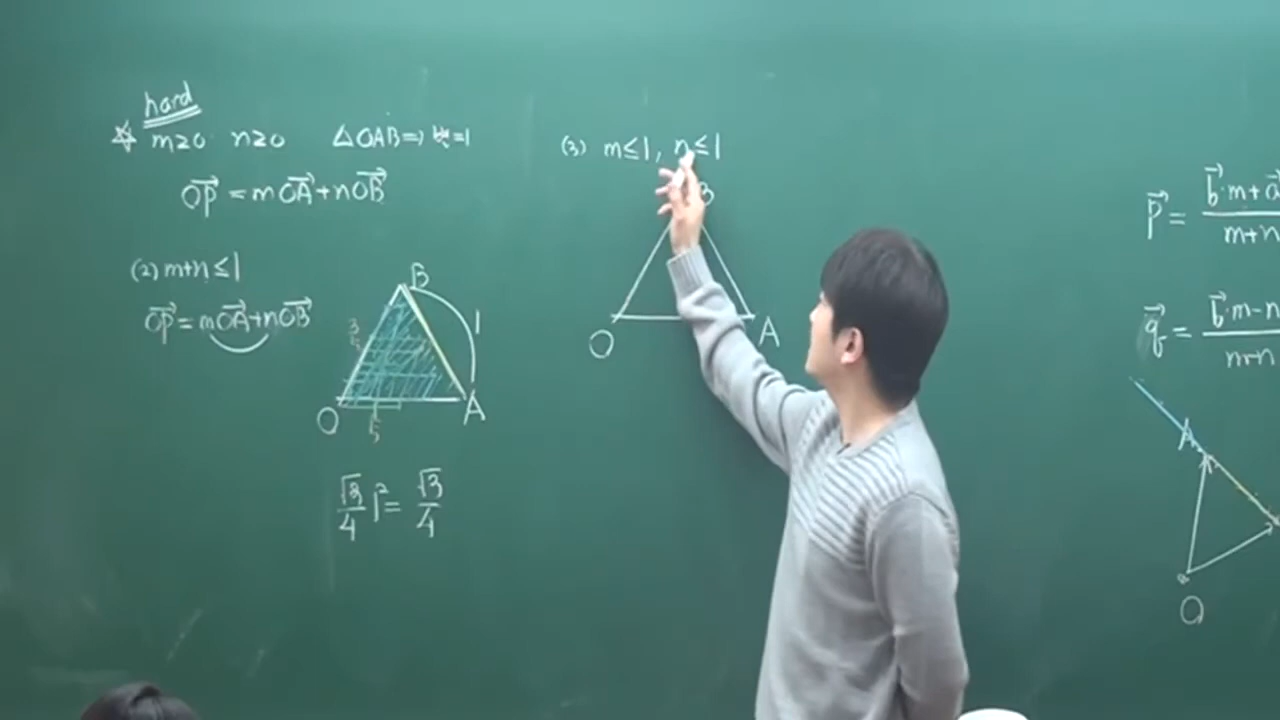 hard
☆ m≥0 n≥0 △OAB⇒ =1
OP⃗ = mOA⃗+nOB⃗
(2) m+n≤1
OP⃗ = mOA⃗+nOB⃗
B
1
O
A
√3/4 1²= √3/4
(3) m≤1, n≤1
B
O
A
p⃗ = b⃗·m+a⃗ / m+n
q⃗ = b⃗·m-n / m-n
A
O